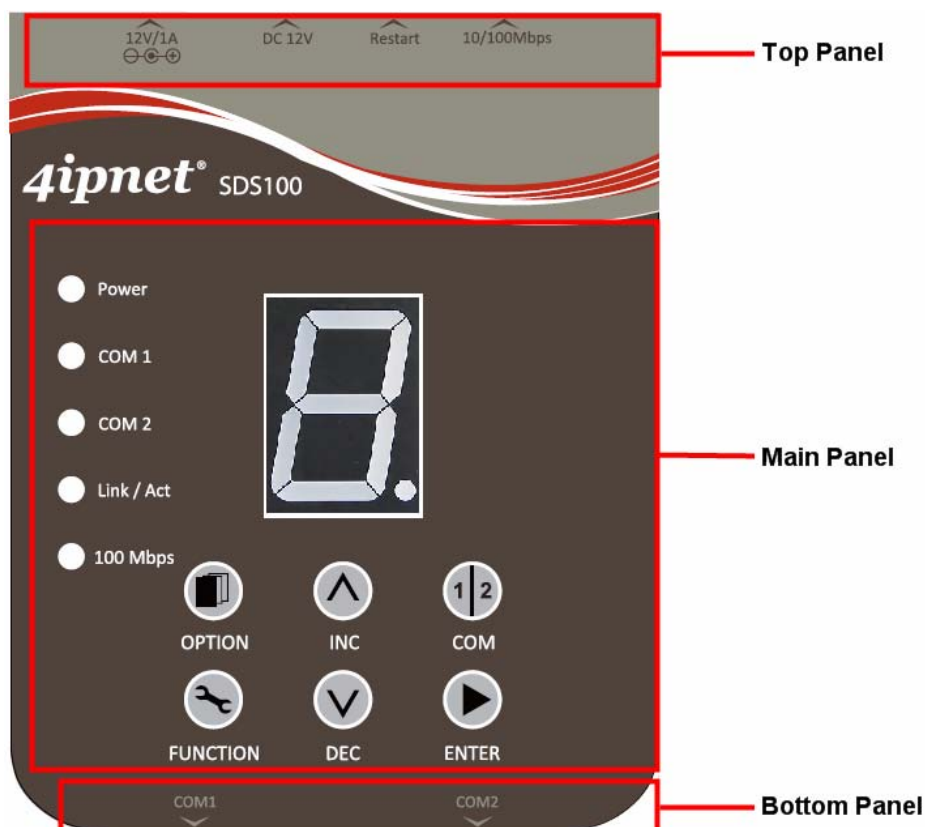 12V/1A DC 12V Restart 10/100Mbps
Top Panel
4ipnet® SDS100
Power
COM 1
COM 2
Link / Act
100 Mbps
8.
Main Panel
1 2
OPTION INC COM
FUNCTION DEC ENTER
COM1 COM2
Bottom Panel